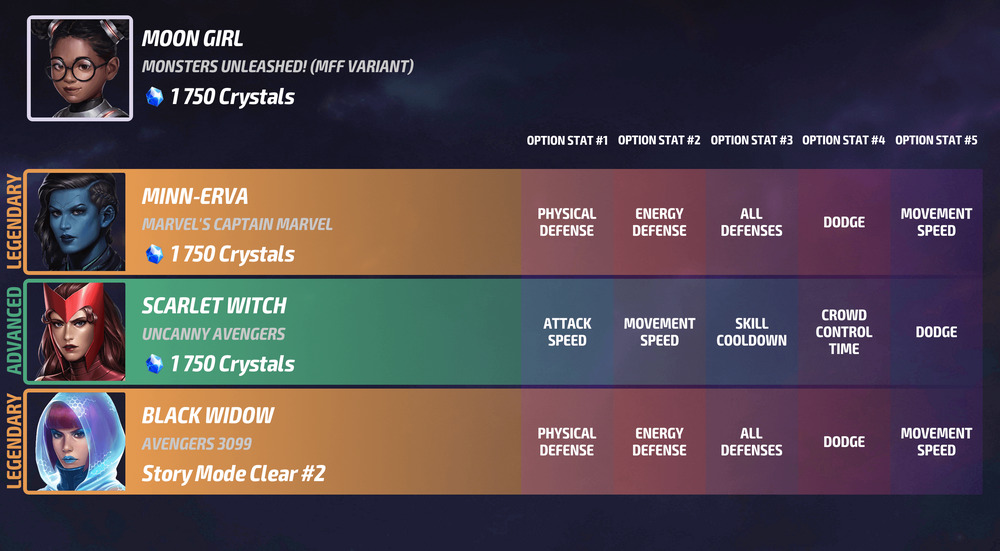 MOON GIRL
MONSTERS UNLEASHED! (MFF VARIANT)
1 750 Crystals
OPTION STAT #1 OPTION STAT #2 OPTION STAT #3 OPTION STAT #4 OPTION STAT #5
LEGENDARY
MINN-ERVA
MARVEL'S CAPTAIN MARVEL
1 750 Crystals
PHYSICAL DEFENSE
ENERGY DEFENSE
ALL DEFENSES
DODGE
MOVEMENT SPEED
ADVANCED
SCARLET WITCH
UNCANNY AVENGERS
1 750 Crystals
ATTACK SPEED
MOVEMENT SPEED
SKILL COOLDOWN
CROWD CONTROL TIME
DODGE
LEGENDARY
BLACK WIDOW
AVENGERS 3099
Story Mode Clear #2
PHYSICAL DEFENSE
ENERGY DEFENSE
ALL DEFENSES
DODGE
MOVEMENT SPEED